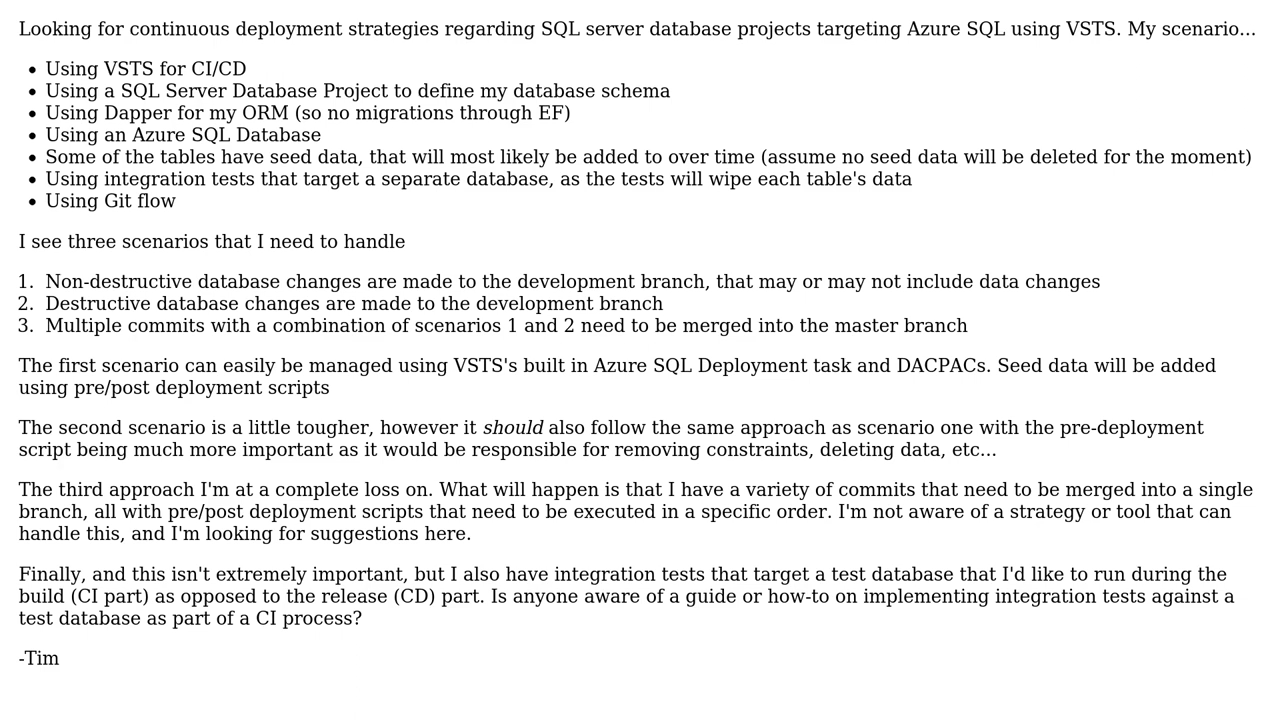 Looking for continuous deployment strategies regarding SQL server database projects targeting Azure SQL using VSTS. My scenario...
• Using VSTS for CI/CD
• Using a SQL Server Database Project to define my database schema
• Using Dapper for my ORM (so no migrations through EF)
• Using an Azure SQL Database
• Some of the tables have seed data, that will most likely be added to over time (assume no seed data will be deleted for the moment)
• Using integration tests that target a separate database, as the tests will wipe each table's data
• Using Git flow
I see three scenarios that I need to handle
1. Non-destructive database changes are made to the development branch, that may or may not include data changes
2. Destructive database changes are made to the development branch
3. Multiple commits with a combination of scenarios 1 and 2 need to be merged into the master branch
The first scenario can easily be managed using VSTS's built in Azure SQL Deployment task and DACPACs. Seed data will be added
using pre/post deployment scripts
The second scenario is a little tougher, however it should also follow the same approach as scenario one with the pre-deployment
script being much more important as it would be responsible for removing constraints, deleting data, etc...
The third approach I'm at a complete loss on. What will happen is that I have a variety of commits that need to be merged into a single
branch, all with pre/post deployment scripts that need to be executed in a specific order. I'm not aware of a strategy or tool that can
handle this, and I'm looking for suggestions here.
Finally, and this isn't extremely important, but I also have integration tests that target a test database that I'd like to run during the
build (CI part) as opposed to the release (CD) part. Is anyone aware of a guide or how-to on implementing integration tests against a
test database as part of a CI process?
-Tim